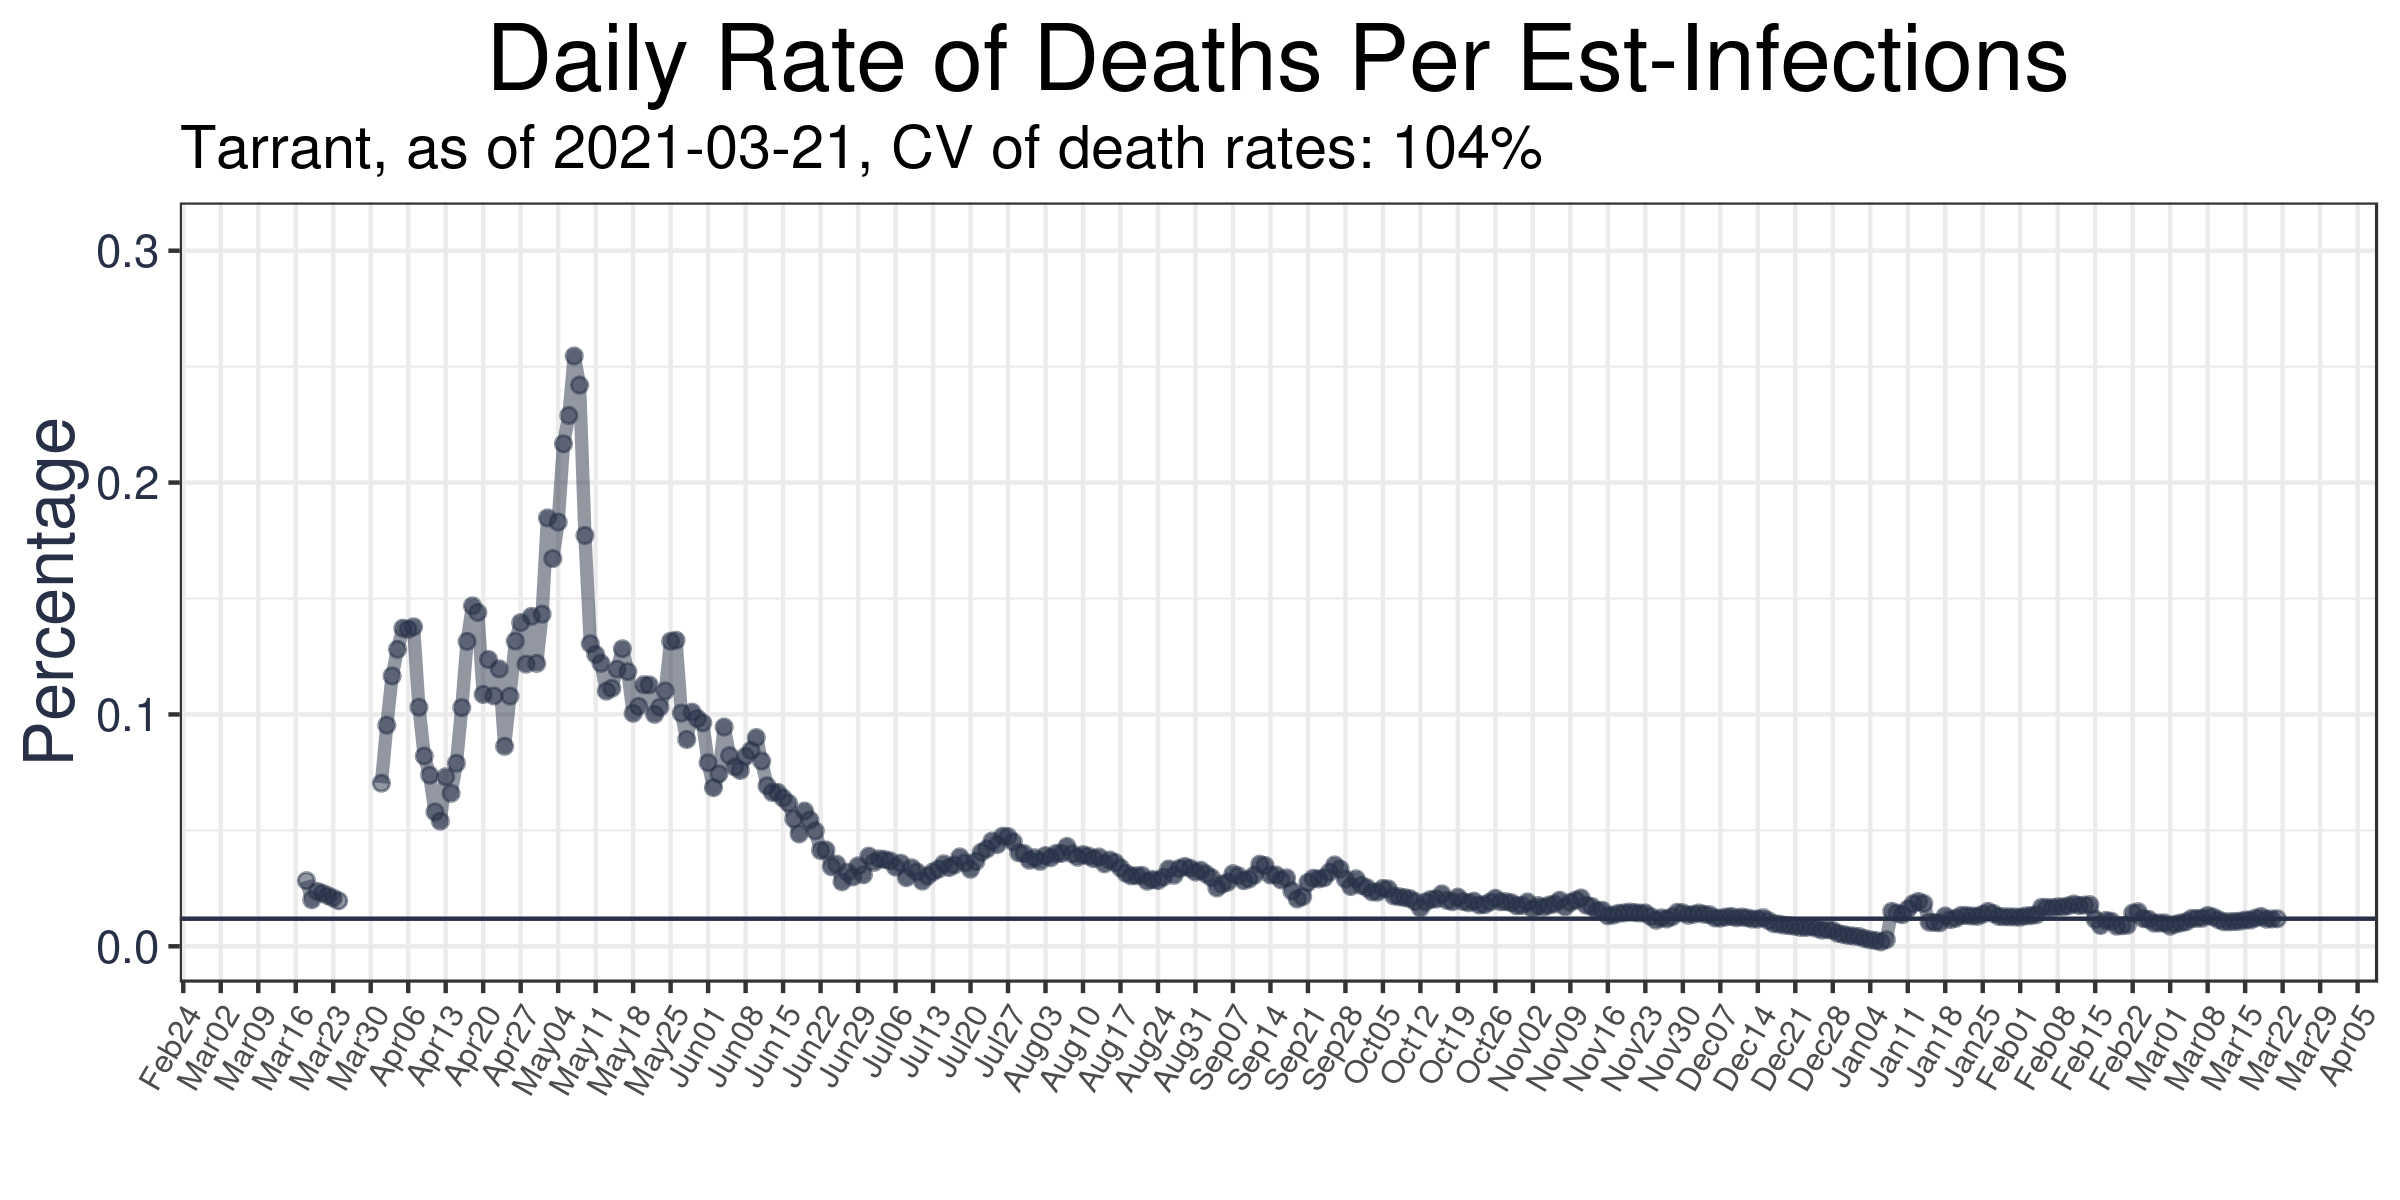 Daily Rate of Deaths Per Est-Infections
Tarrant, as of 2021-03-21, CV of death rates: 104%
Percentage
0.3
0.2
0.1
0.0
Feb24
Mar02
Mar09
Mar16
Mar23
Mar30
Apr06
Apr13
Apr20
Apr27
May04
May11
May18
May25
Jun01
Jun08
Jun15
Jun22
Jun29
Jul06
Jul13
Jul20
Jul27
Aug03
Aug10
Aug17
Aug24
Aug31
Sep07
Sep14
Sep21
Sep28
Oct05
Oct12
Oct19
Oct26
Nov02
Nov09
Nov16
Nov23
Nov30
Dec07
Dec14
Dec21
Dec28
Jan04
Jan11
Jan18
Jan25
Feb01
Feb08
Feb15
Feb22
Mar01
Mar08
Mar15
Mar22
Mar29
Apr05